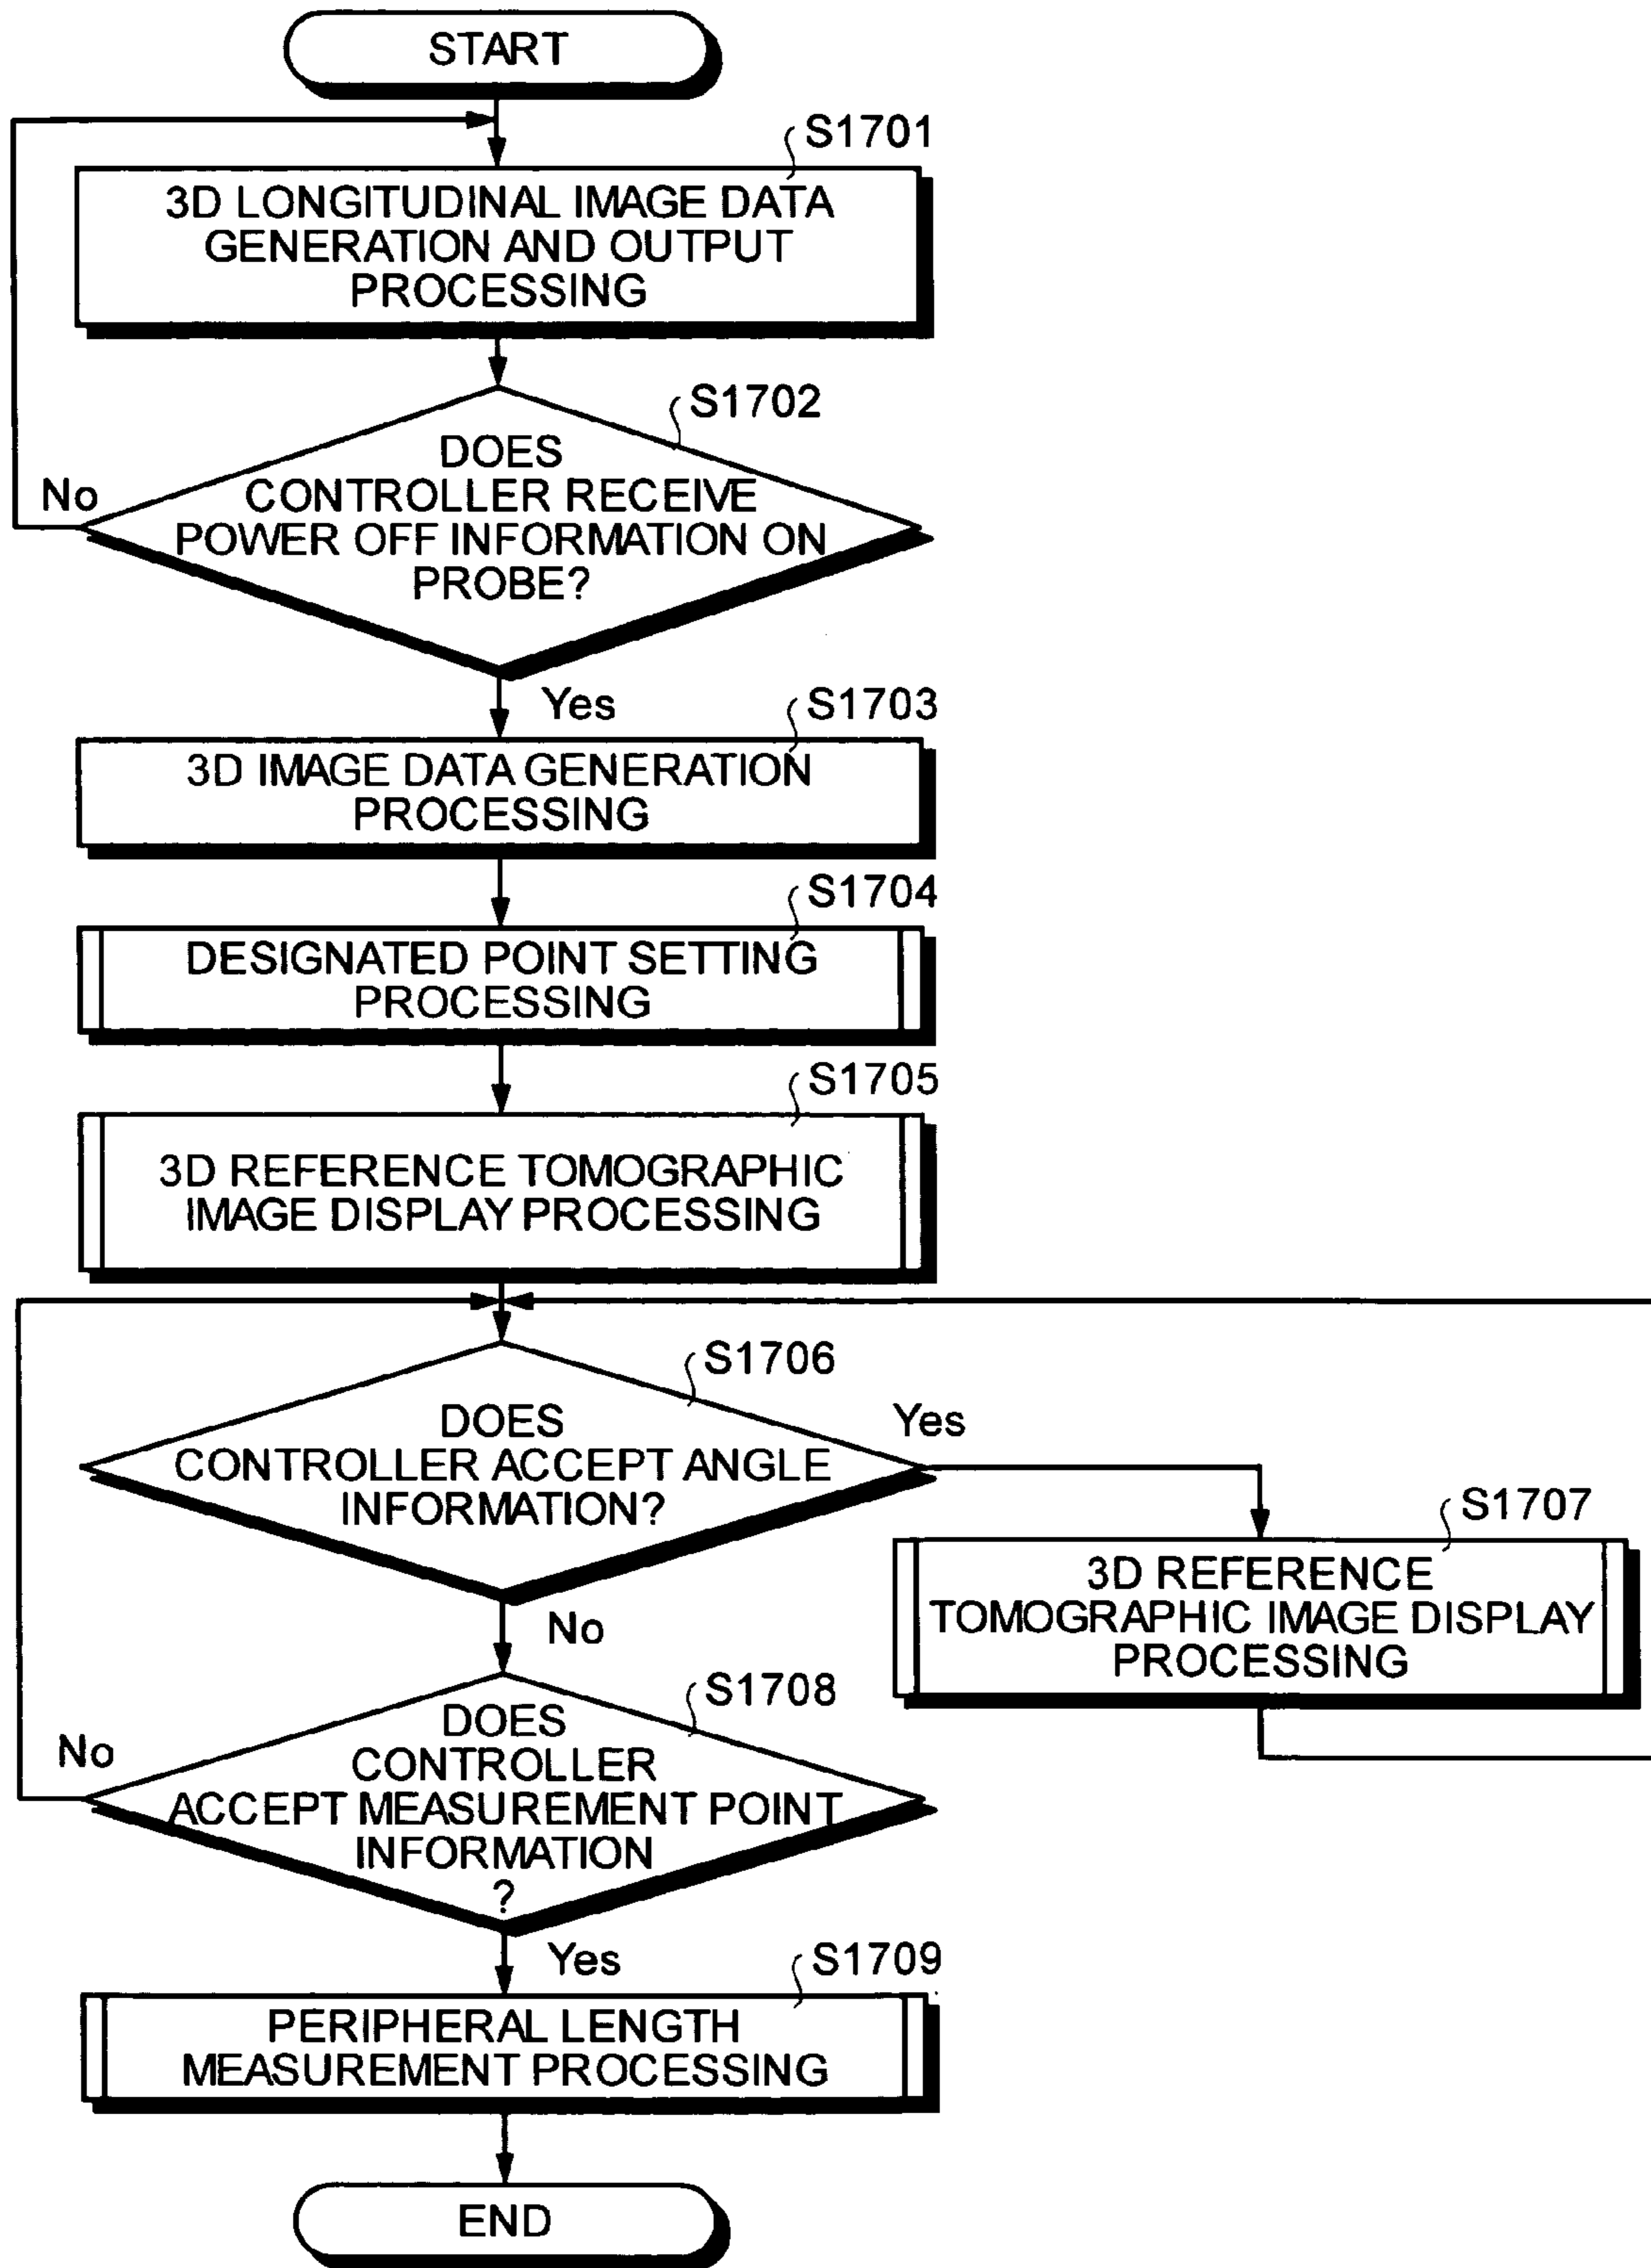 START
S1701
3D LONGITUDINAL IMAGE DATA
GENERATION AND OUTPUT
PROCESSING
S1702
DOES
CONTROLLER RECEIVE
POWER OFF INFORMATION ON
PROBE?
No
Yes
S1703
3D IMAGE DATA GENERATION
PROCESSING
S1704
DESIGNATED POINT SETTING
PROCESSING
S1705
3D REFERENCE TOMOGRAPHIC
IMAGE DISPLAY PROCESSING
S1706
DOES
CONTROLLER ACCEPT ANGLE
INFORMATION?
Yes
No
S1707
3D REFERENCE
TOMOGRAPHIC IMAGE DISPLAY
PROCESSING
S1708
DOES
CONTROLLER
ACCEPT MEASUREMENT POINT
INFORMATION
?
No
Yes
S1709
PERIPHERAL LENGTH
MEASUREMENT PROCESSING
END